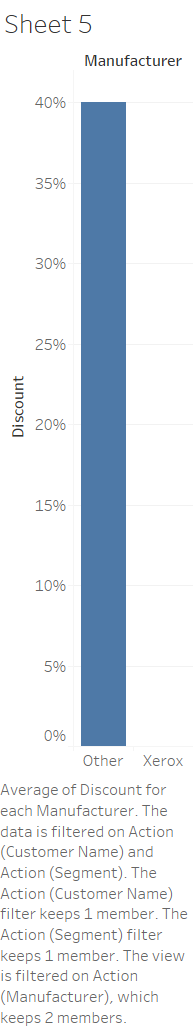 Sheet 5
Manufacturer
40%
35%
30%
25%
20%
15%
10%
5%
0%
Discount
Other Xerox
Average of Discount for
each Manufacturer. The
data is filtered on Action
(Customer Name) and
Action (Segment). The
Action (Customer Name)
filter keeps 1 member. The
Action (Segment) filter
keeps 1 member. The view
is filtered on Action
(Manufacturer), which
keeps 2 members.